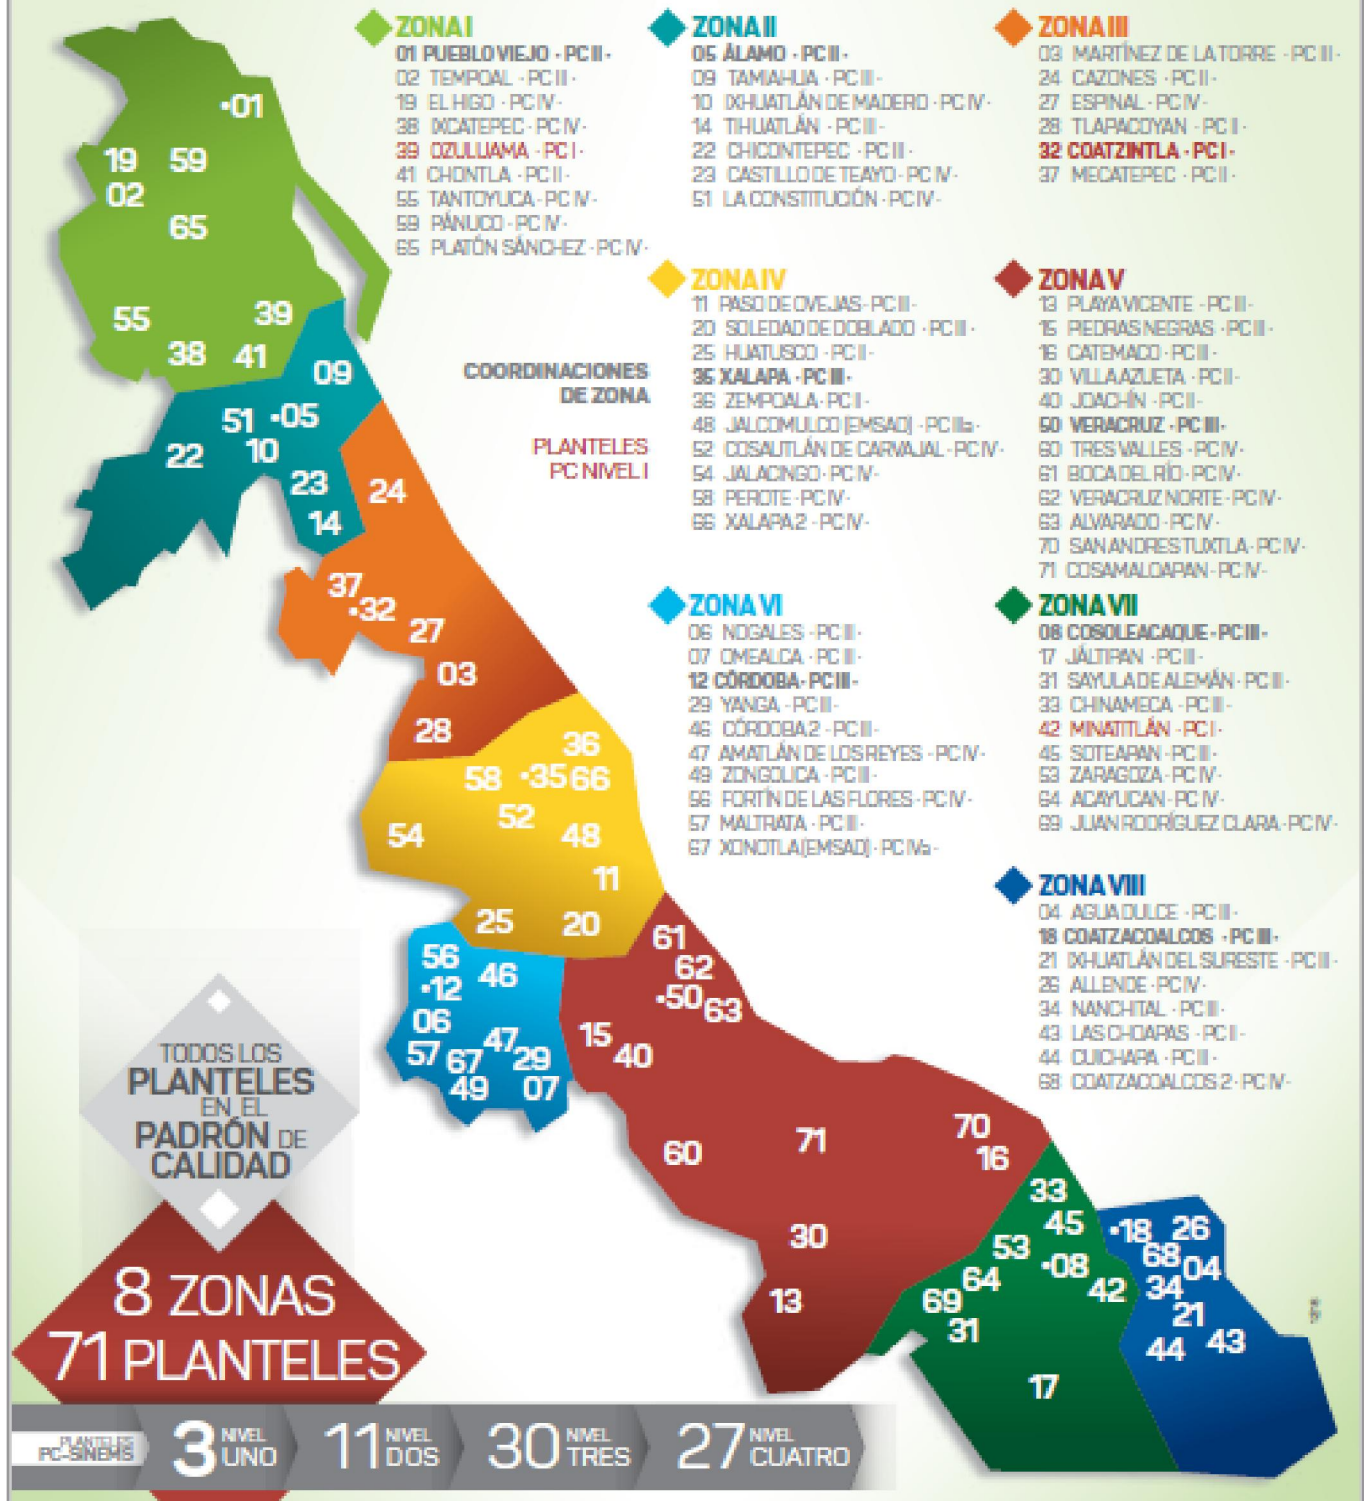 ZONA I
01 PUEBLO VIEJO · PC II ·
02 TEMPOAL · PC III ·
19 EL HIGO · PC IV ·
38 IXCATEPEC · PC IV ·
39 OZULUAMA · PC I ·
41 CHONTLA · PC II ·
55 TANTOYUCA · PC IV ·
59 PÁNUCO · PC IV ·
65 PLATÓN SÁNCHEZ · PC IV ·
ZONA II
05 ÁLAMO · PC II ·
09 TAMIAHUA · PC III ·
10 IXHUATLÁN DE MADERO · PC IV ·
14 TIHUATLÁN · PC III ·
22 CHICONTEPEC · PC III ·
23 CASTILLO DE TEAYO · PC IV ·
51 LA CONSTITUCIÓN · PC IV ·
ZONA III
03 MARTÍNEZ DE LA TORRE · PC III ·
24 CAZONES · PC II ·
27 ESPINAL · PC IV ·
28 TLAPACOYAN · PC II ·
32 COATZINTLA · PC I ·
37 MECATEPEC · PC II ·
COORDINACIONES
DE ZONA
PLANTELES
PC NIVEL I
ZONA IV
11 PASO DE OVEJAS · PC III ·
20 SOLEDAD DE DOBLADO · PC III ·
25 HUATUSCO · PC II ·
35 XALAPA · PC III ·
36 ZEMPOALA · PC II ·
48 JALCOMULCO (EMSAD) · PC IIIa ·
52 COSAUTLÁN DE CARVAJAL · PC IV ·
54 JALACINGO · PC IV ·
58 PEROTE · PC IV ·
66 XALAPA 2 · PC IV ·
ZONA V
13 PLAYA VICENTE · PC III ·
15 PIEDRAS NEGRAS · PC III ·
16 CATEMACO · PC III ·
30 VILLA AZUETA · PC II ·
40 JOACHÍN · PC II ·
50 VERACRUZ · PC III ·
60 TRES VALLES · PC IV ·
61 BOCA DEL RÍO · PC IV ·
62 VERACRUZ NORTE · PC IV ·
63 ALVARADO · PC IV ·
70 SAN ANDRES TUXTLA · PC IV ·
71 COSAMALOAPAN · PC IV ·
ZONA VI
06 NOGALES · PC III ·
07 OMEALCA · PC III ·
12 CÓRDOBA · PC III ·
29 YANGA · PC III ·
46 CÓRDOBA 2 · PC III ·
47 AMATLÁN DE LOS REYES · PC IV ·
49 ZONGOLICA · PC III ·
56 FORTÍN DE LAS FLORES · PC IV ·
57 MALTRATA · PC III ·
67 XONOTLA (EMSAD) · PC IVa ·
ZONA VII
08 COSOLEACAQUE · PC III ·
17 JÁLTIPAN · PC III ·
31 SAYULA DE ALEMÁN · PC III ·
33 CHINAMECA · PC III ·
42 MINATITLÁN · PC I ·
45 SOTEAPAN · PC III ·
53 ZARAGOZA · PC IV ·
64 ACAYUCAN · PC IV ·
69 JUAN RODRÍGUEZ CLARA · PC IV ·
ZONA VIII
04 AGUA DULCE · PC III ·
18 COATZACOALCOS · PC III ·
21 IXHUATLÁN DEL SURESTE · PC III ·
26 ALLENDE · PC IV ·
34 NANCHITAL · PC III ·
43 LAS CHOAPAS · PC II ·
44 CUICHAPA · PC III ·
68 COATZACOALCOS 2 · PC IV ·
·01
19 59
02
65
55 39
38 41
09
51 ·05
22 10
23
14
24
37
·32
27
03
28
36
58 ·35 66
52
54 48
11
25 20
56 46
·12
06
57 67 47 29
49 07
61
62
·50 63
15 40
60 71
70
16
30
13
33
45
53 ·08
64 42
69
31
17
·18 26
68 04
34
21
44 43
TODOS LOS
PLANTELES
EN EL
PADRÓN DE
CALIDAD
8 ZONAS
71 PLANTELES
PLANTELES
PC-SINEMS
3 NIVEL UNO
11 NIVEL DOS
30 NIVEL TRES
27 NIVEL CUATRO